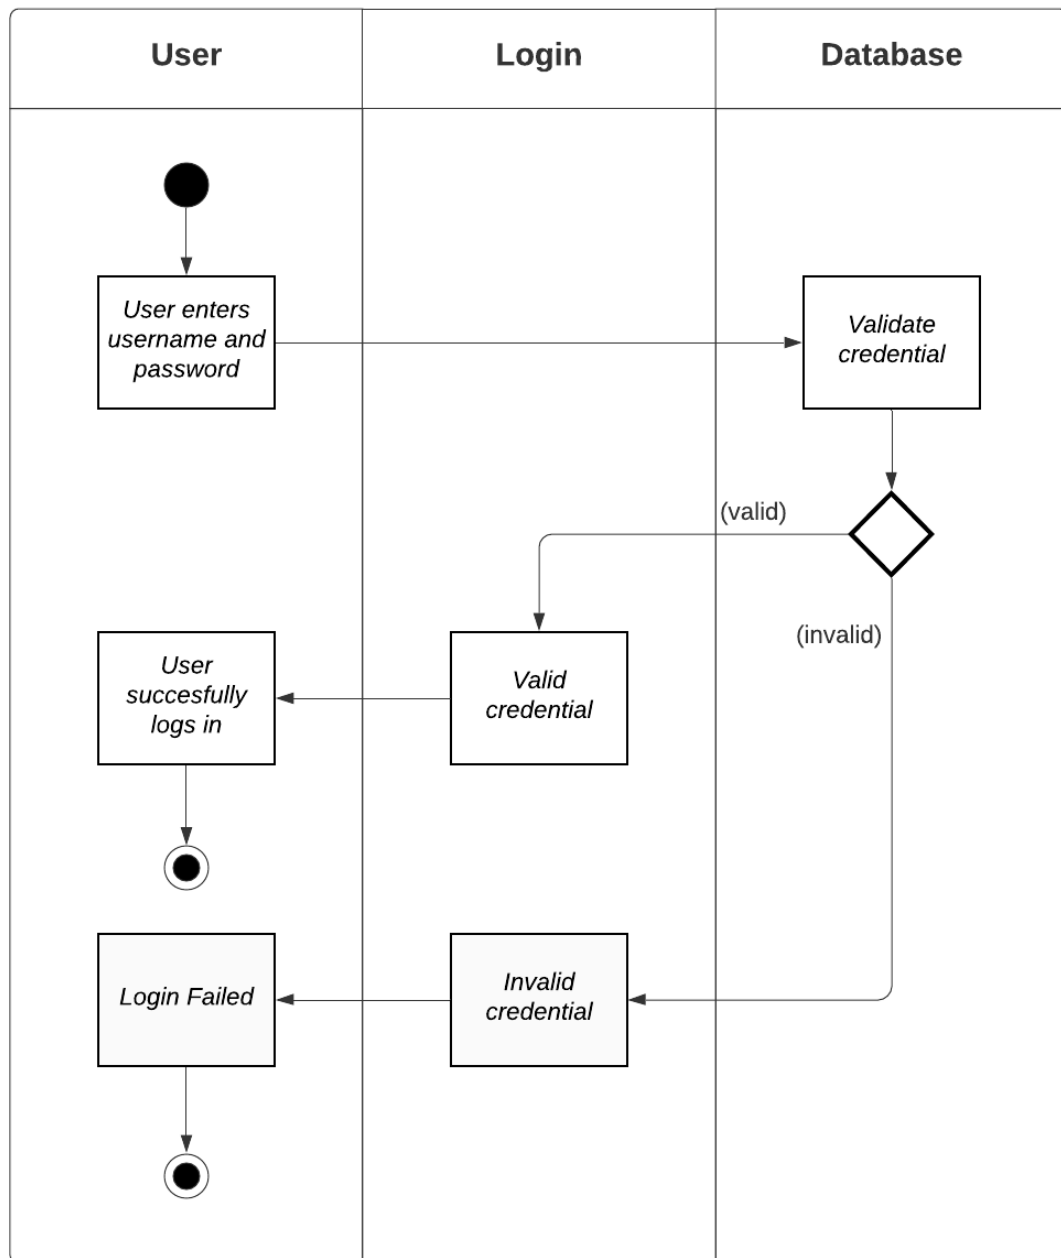 User
Login
Database
User enters
username and
password
Validate
credential
(valid)
(invalid)
User
succesfully
logs in
Valid
credential
Login Failed
Invalid
credential